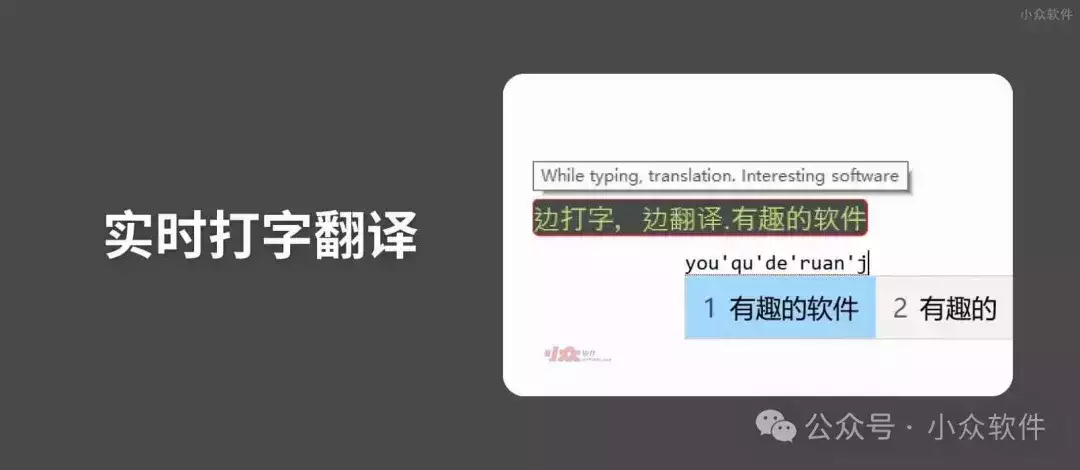 小众软件
实时打字翻译
While typing, translation. Interesting software
边打字，边翻译.有趣的软件
you'qu'de'ruan'j
1 有趣的软件 2 有趣的
小众软件
公众号 · 小众软件